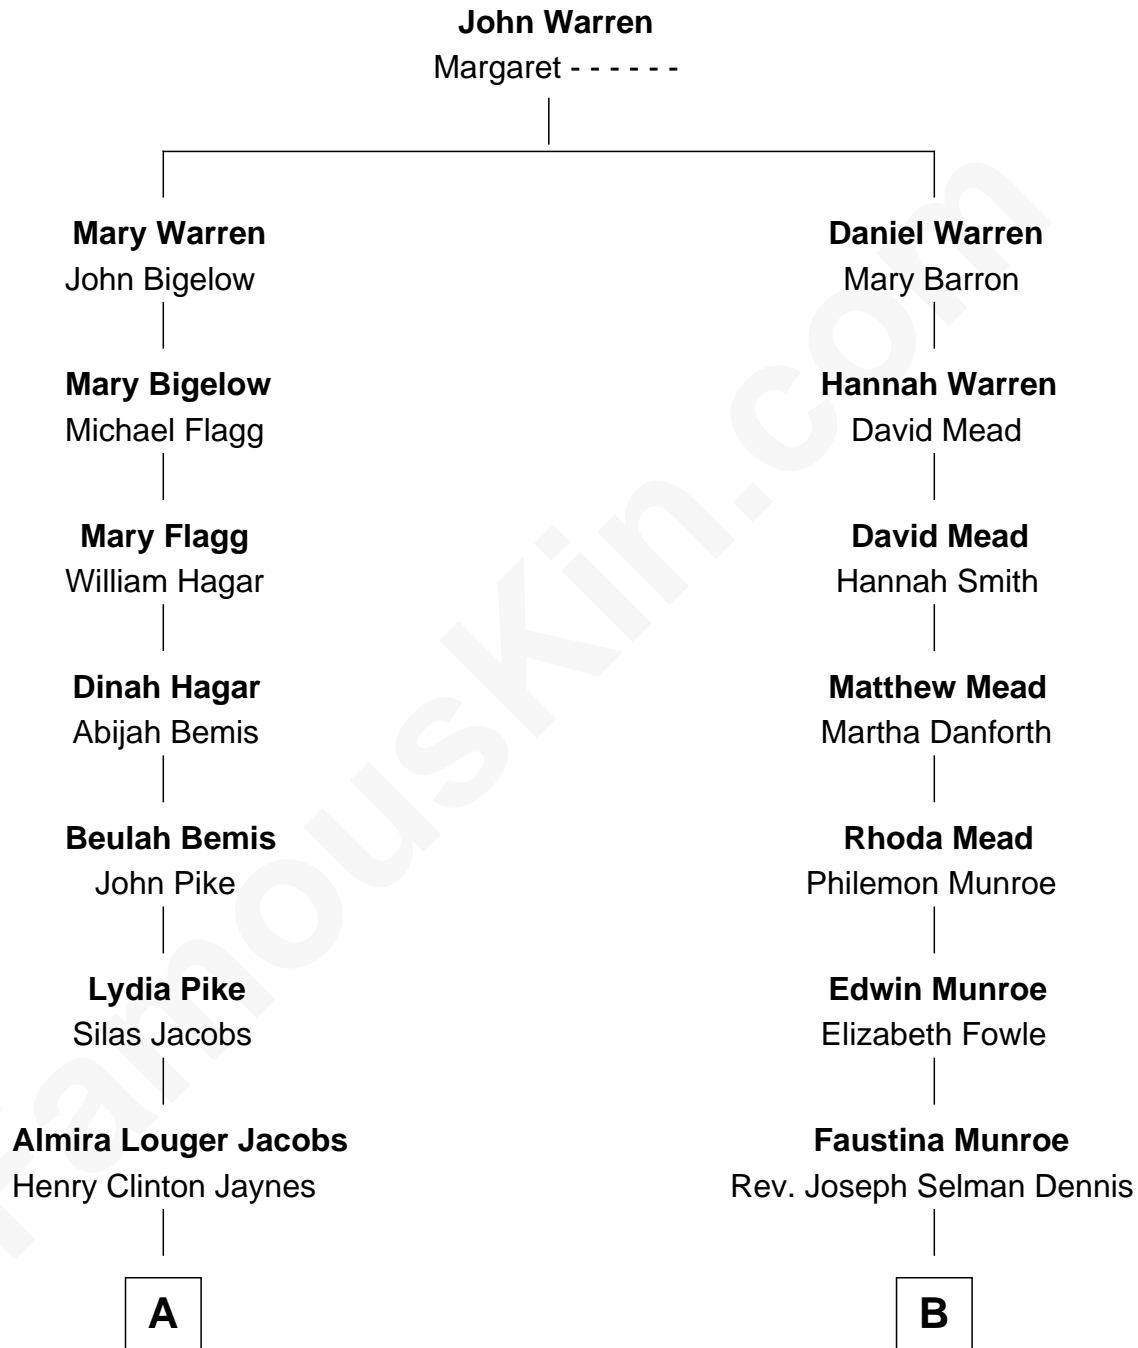 John Warren
Margaret - - - - - -
Mary Warren
John Bigelow
Daniel Warren
Mary Barron
Mary Bigelow
Michael Flagg
Hannah Warren
David Mead
Mary Flagg
William Hagar
David Mead
Hannah Smith
Dinah Hagar
Abijah Bemis
Matthew Mead
Martha Danforth
Beulah Bemis
John Pike
Rhoda Mead
Philemon Munroe
Lydia Pike
Silas Jacobs
Edwin Munroe
Elizabeth Fowle
Almira Louger Jacobs
Henry Clinton Jaynes
Faustina Munroe
Rev. Joseph Selman Dennis
A
B
FamousKin.com